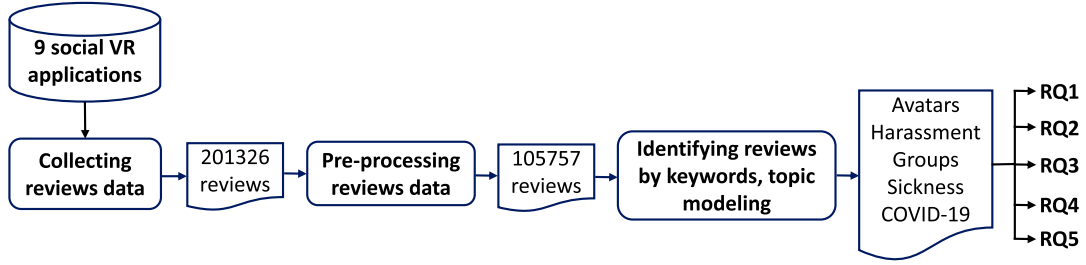 9 social VR
applications
Collecting
reviews data
201326
reviews
Pre-processing
reviews data
105757
reviews
Identifying reviews
by keywords, topic
modeling
Avatars
Harassment
Groups
Sickness
COVID-19
RQ1
RQ2
RQ3
RQ4
RQ5